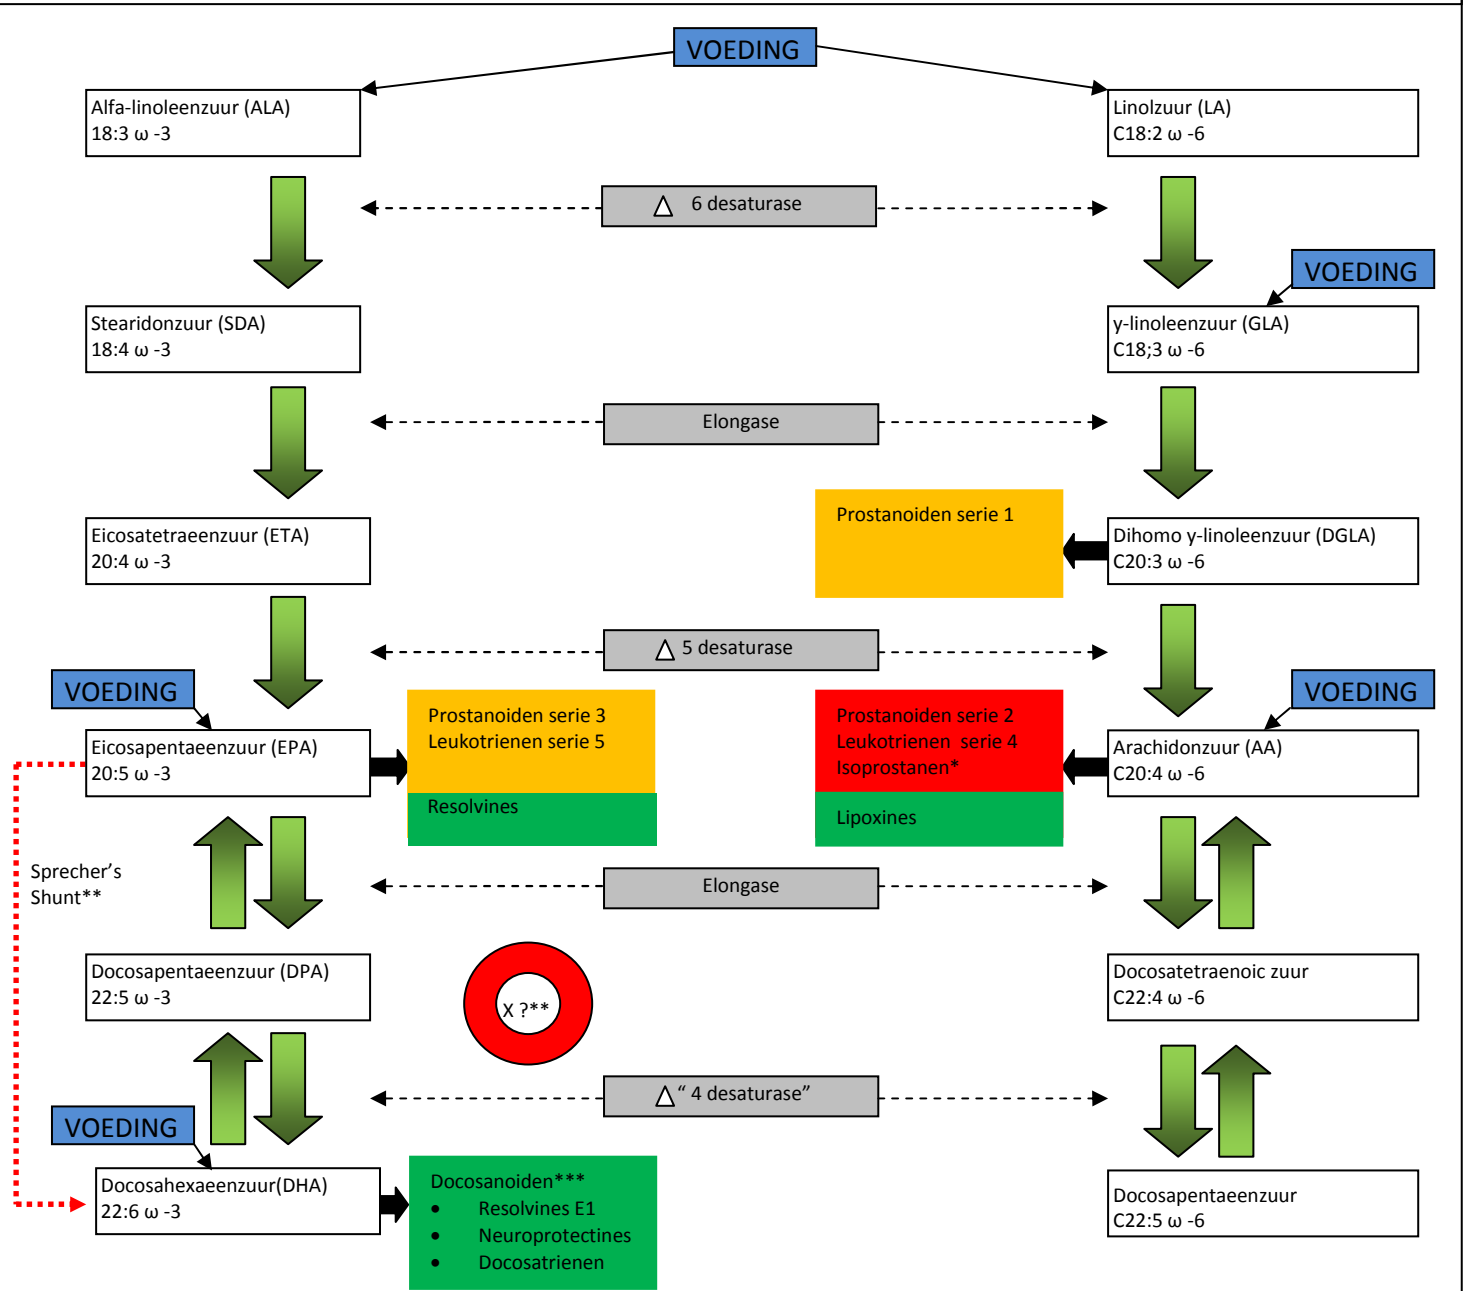 VOEDING
Alfa-linoleenzuur (ALA)
18:3 ω -3
Linolzuur (LA)
C18:2 ω -6
△ 6 desaturase
VOEDING
Stearidonzuur (SDA)
18:4 ω -3
y-linoleenzuur (GLA)
C18;3 ω -6
Elongase
Prostanoiden serie 1
Eicosatetraeenzuur (ETA)
20:4 ω -3
Dihomo y-linoleenzuur (DGLA)
C20:3 ω -6
△ 5 desaturase
VOEDING
VOEDING
Eicosapentaeenzuur (EPA)
20:5 ω -3
Prostanoiden serie 3
Leukotrienen serie 5
Resolvines
Prostanoiden serie 2
Leukotrienen serie 4
Isoprostanen*
Lipoxines
Arachidonzuur (AA)
C20:4 ω -6
Sprecher's
Shunt**
Elongase
Docosapentaeenzuur (DPA)
22:5 ω -3
X ?**
Docosatetraenoic zuur
C22:4 ω -6
△ “ 4 desaturase”
VOEDING
Docosahexaeenzuur(DHA)
22:6 ω -3
Docosanoiden***
• Resolvines E1
• Neuroprotectines
• Docosatrienen
Docosapentaeenzuur
C22:5 ω -6